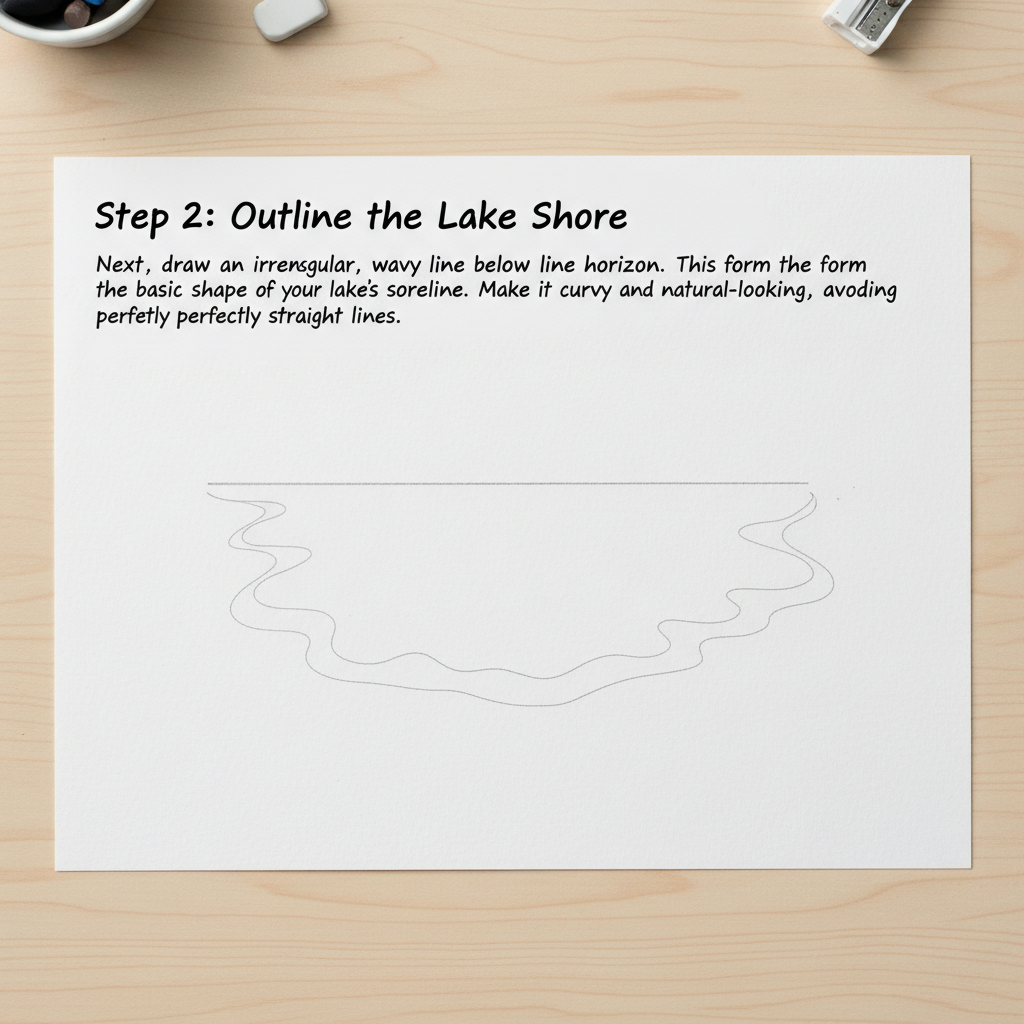 Step 2: Outline the Lake Shore
Next, draw an irrensgular, wavy line below line horizon. This form the form
the basic shape of your lake's soreline. Make it curvy and natural-looking, avoding
perfetly perfectly straight lines.